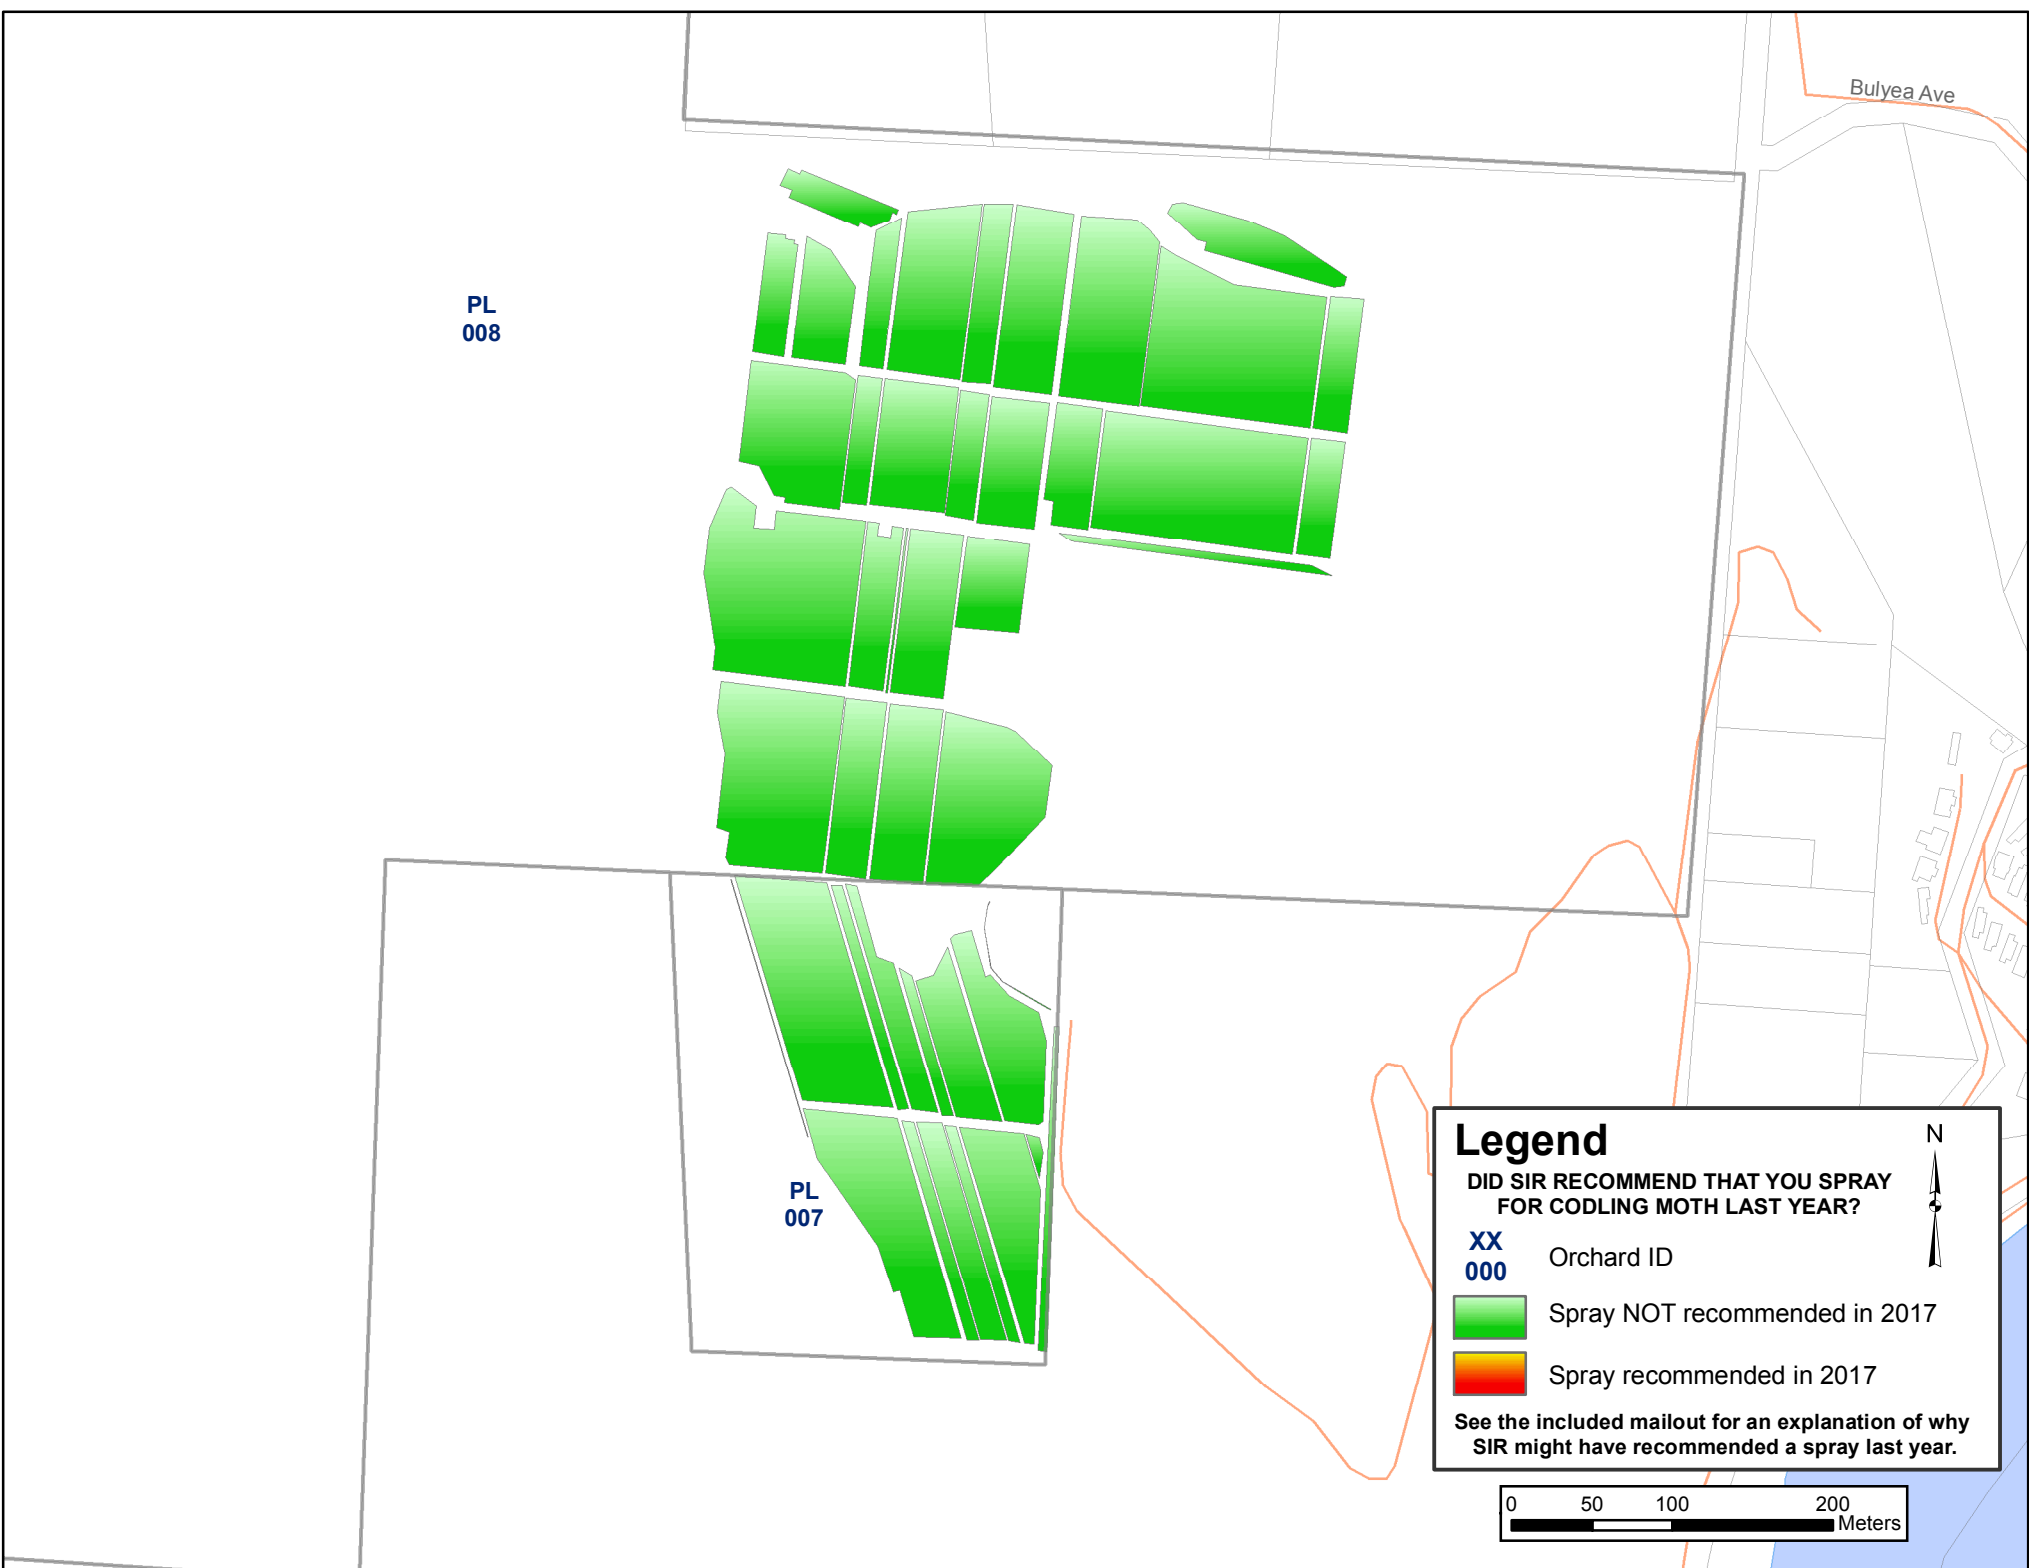 Bulyea Ave
PL
008
PL
007
Legend
N
DID SIR RECOMMEND THAT YOU SPRAY
FOR CODLING MOTH LAST YEAR?
XX
000
Orchard ID
Spray NOT recommended in 2017
Spray recommended in 2017
See the included mailout for an explanation of why
SIR might have recommended a spray last year.
0 50 100 200
Meters